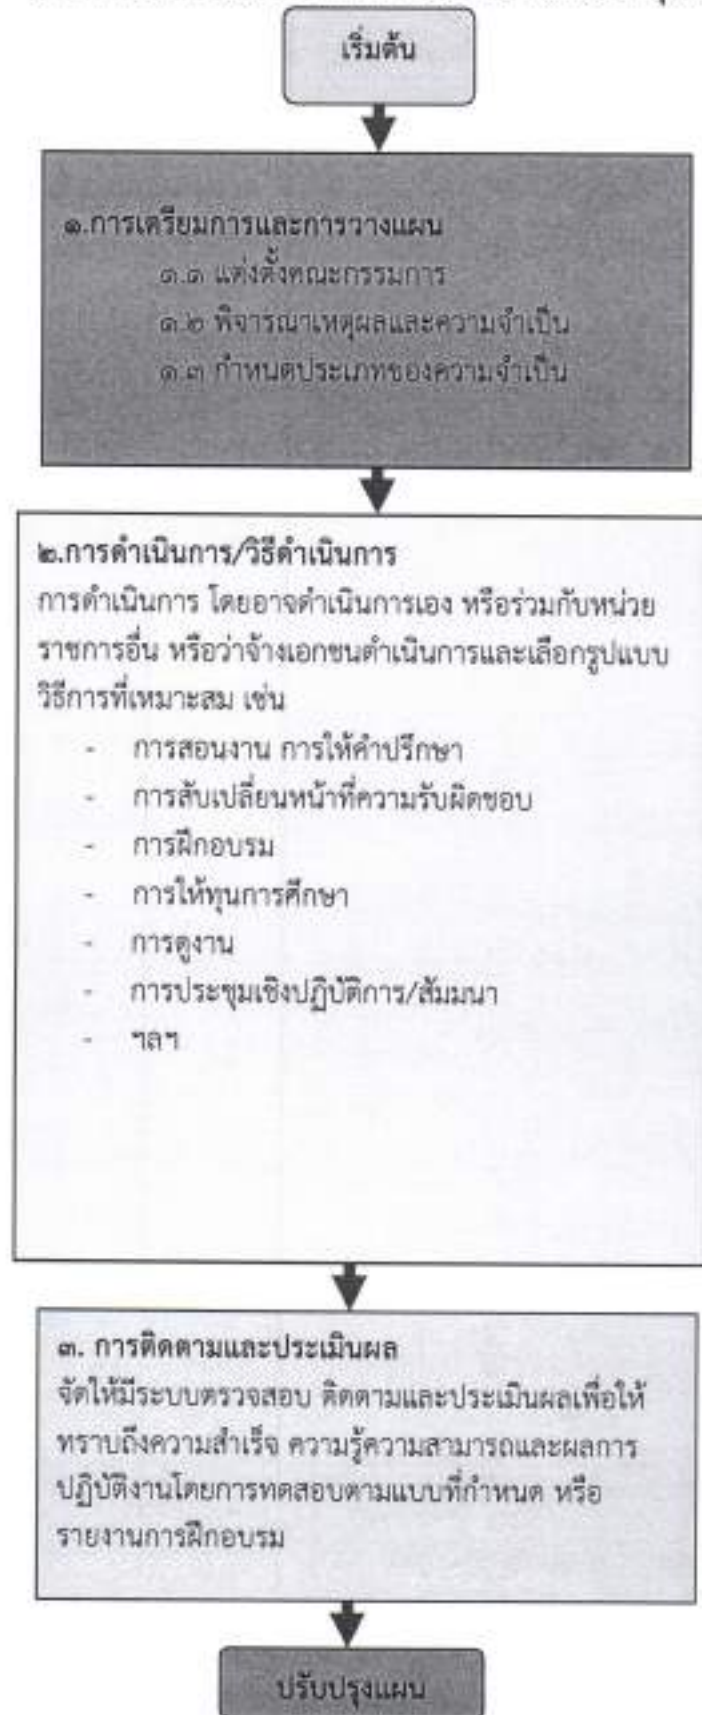 เริ่มต้น
๑.การเตรียมการและการวางแผน
๑.๑ แต่งตั้งคณะกรรมการ
๑.๒ พิจารณาเหตุผลและความจำเป็น
๑.๓ กำหนดประเภทของความจำเป็น
๒.การดำเนินการ/วิธีดำเนินการ
การดำเนินการ โดยอาจดำเนินการเอง หรือร่วมกับหน่วย
ราชการอื่น หรือว่าจ้างเอกชนดำเนินการและเลือกรูปแบบ
วิธีการที่เหมาะสม เช่น
- การสอนงาน การให้คำปรึกษา
- การสับเปลี่ยนหน้าที่ความรับผิดชอบ
- การฝึกอบรม
- การให้ทุนการศึกษา
- การดูงาน
- การประชุมเชิงปฏิบัติการ/สัมมนา
- ฯลฯ
๓. การติดตามและประเมินผล
จัดให้มีระบบตรวจสอบ ติดตามและประเมินผลเพื่อให้
ทราบถึงความสำเร็จ ความรู้ความสามารถและผลการ
ปฏิบัติงานโดยการทดสอบตามแบบที่กำหนด หรือ
รายงานการฝึกอบรม
ปรับปรุงแผน